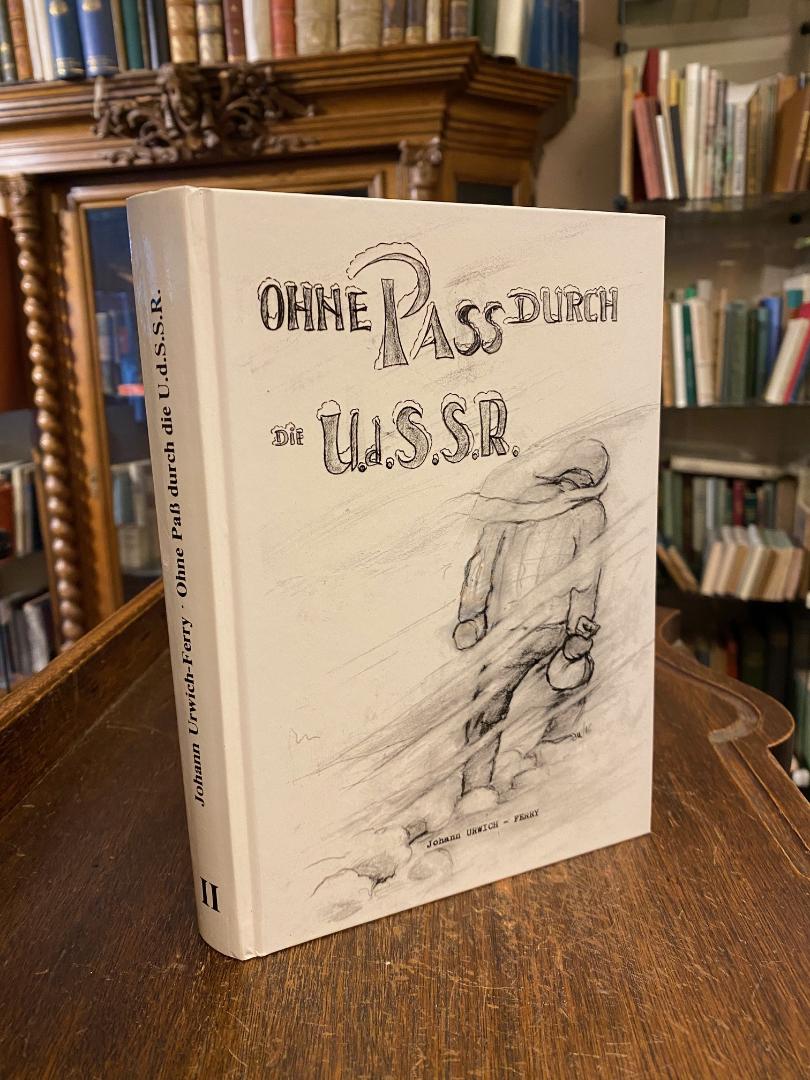 OHNE PASS DURCH
DIE U.d.S.S.R.
Johann URWICH - FERRY
Johann Urwich-Ferry · Ohne Paß durch die U.d.S.S.R.
II